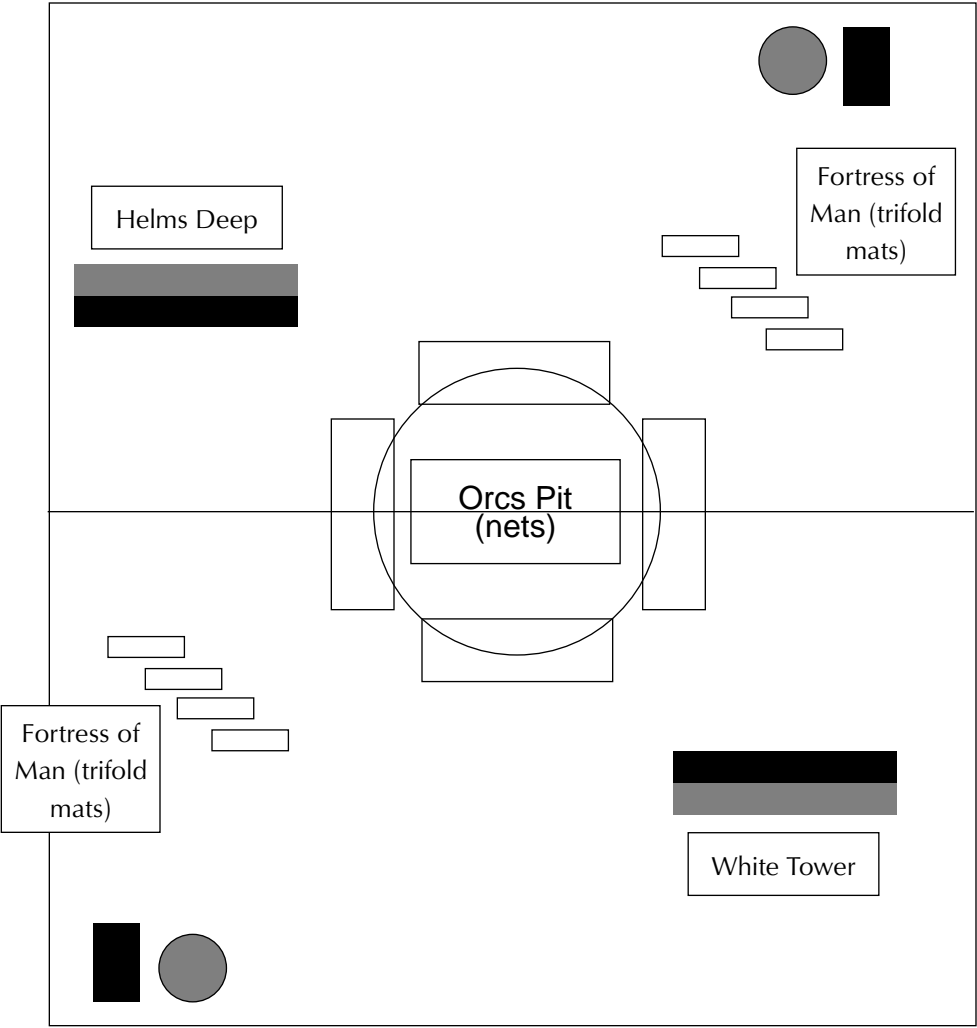 Fortress of
Man (trifold
mats)
Helms Deep
Orcs Pit
(nets)
Fortress of
Man (trifold
mats)
White Tower